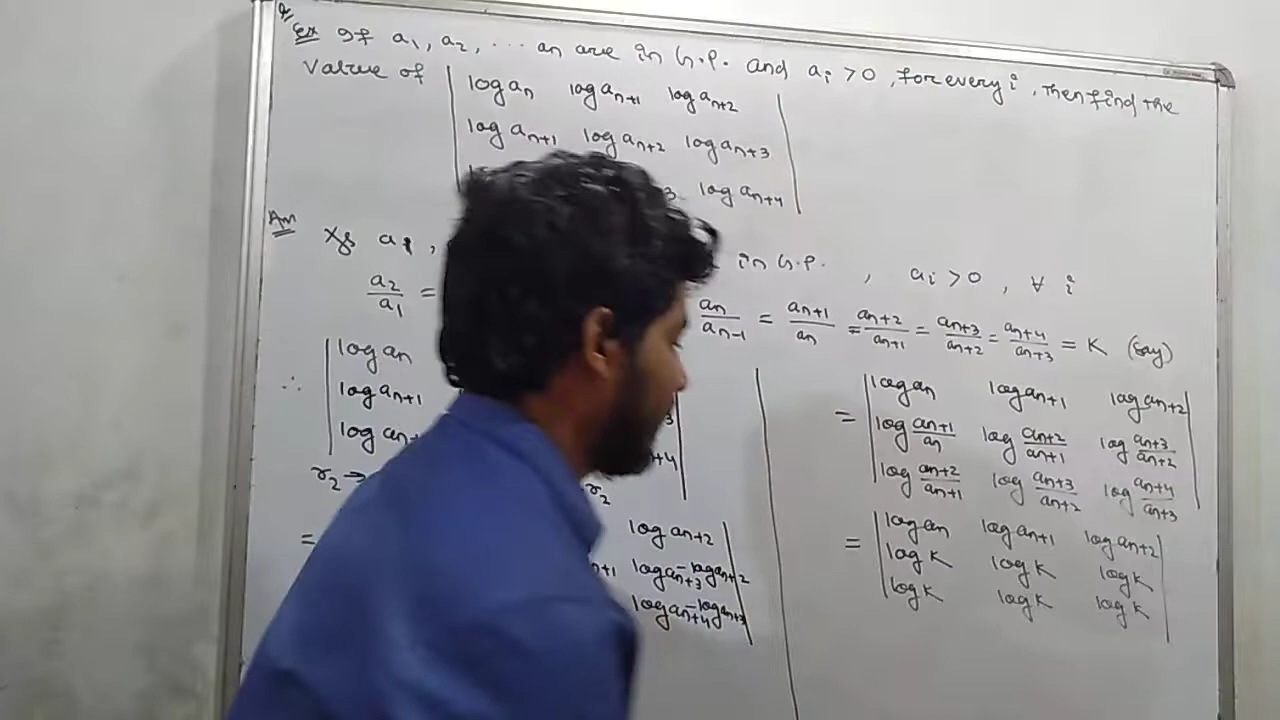 Q/ Ex If a1, a2, ... an are in G.P. and ai > 0, for every i, then find the
value of | log an log an+1 log an+2 |
log an+1 log an+2 log an+3
3 log an+4
Ans a1, in G.P. , ai > 0 , ∀ i
a2/a1 = an/an-1 = an+1/an = an+2/an+1 = an+3/an+2 = an+4/an+3 = K (say)
∴ | log an
log an+1 3
log an +4 |
r2 → r2
= log an+2 |
n+1 log an+3 - log an+2
log an+4 - log an+3
= | log an log an+1 log an+2 |
log an+1/an log an+2/an+1 log an+3/an+2
log an+2/an+1 log an+3/an+2 log an+4/an+3
= | log an log an+1 log an+2 |
log K log K log K
log K log K log K